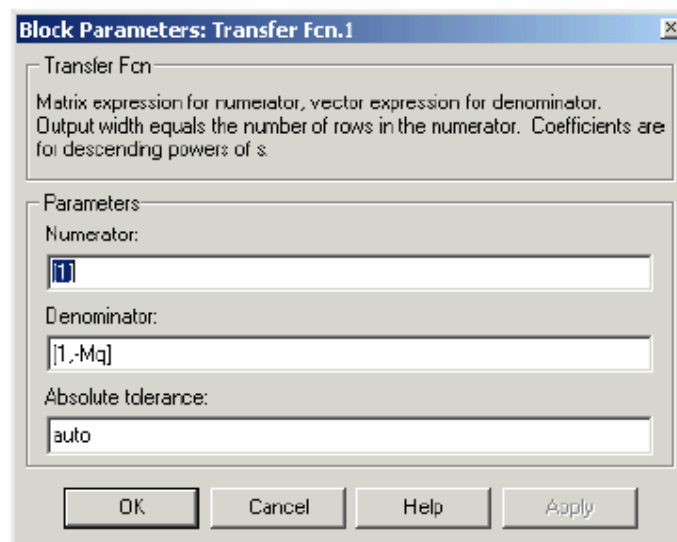 Block Parameters: Transfer Fcn.1
Transfer Fcn
Matrix expression for numerator, vector expression for denominator.
Output width equals the number of rows in the numerator. Coefficients are
for descending powers of s.
Parameters
Numerator:
[1]
Denominator:
[1,-Mq]
Absolute tolerance:
auto
OK Cancel Help Apply